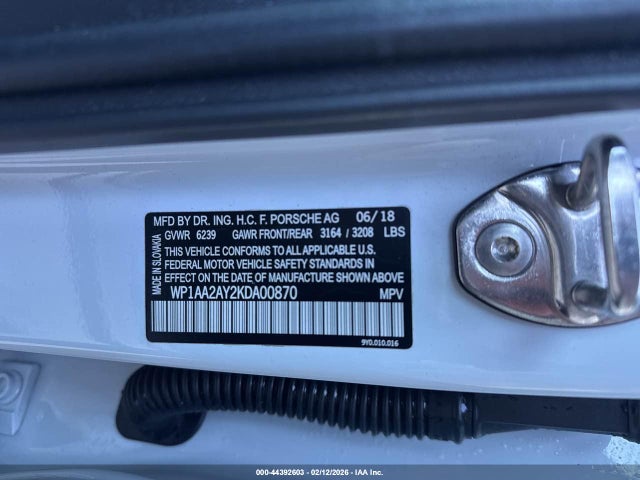 MFD BY DR. ING. H.C. F. PORSCHE AG 06/18
GVWR 6239 GAWR FRONT/REAR 3164 / 3208 LBS
THIS VEHICLE CONFORMS TO ALL APPLICABLE U.S.
FEDERAL MOTOR VEHICLE SAFETY STANDARDS IN
EFFECT ON THE DATE OF MANUFACTURE SHOWN ABOVE
WP1AA2AY2KDA00870 MPV
9Y0.010.016
MADE IN SLOVAKIA
000-44392603 - 02/12/2026 - IAA Inc.